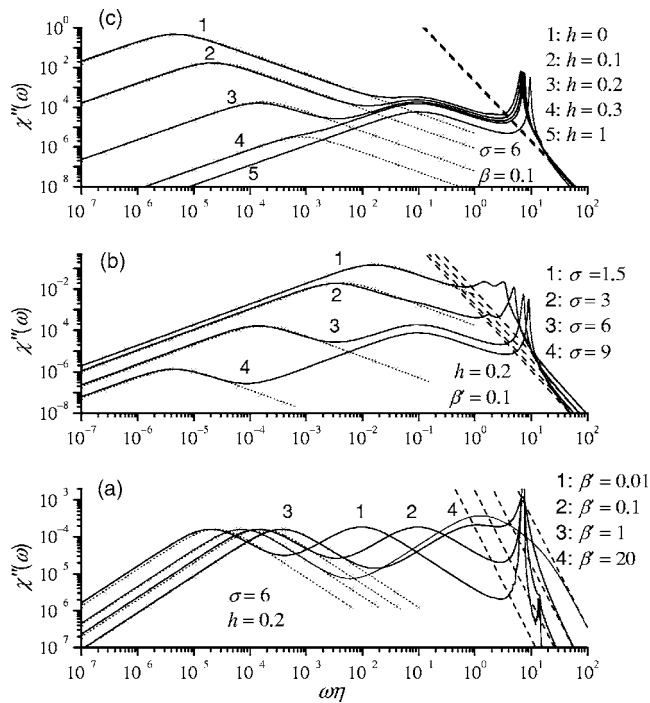 (c)
10^0
10^2
10^4
10^6
10^8
χ''(ω)
1
2
3
4
5
σ = 6
β = 0.1
1: h = 0
2: h = 0.1
3: h = 0.2
4: h = 0.3
5: h = 1
10^-7 10^-6 10^-5 10^-4 10^-3 10^-2 10^-1 10^0 10^1 10^2
(b)
10^-2
10^-4
10^-6
10^-8
χ''(ω)
1
2
3
4
h = 0.2
β' = 0.1
1: σ = 1.5
2: σ = 3
3: σ = 6
4: σ = 9
10^-7 10^-6 10^-5 10^-4 10^-3 10^-2 10^-1 10^0 10^1 10^2
(a)
10^-3
10^-4
10^-5
10^-6
10^-7
χ''(ω)
3 1 2 4
σ = 6
h = 0.2
1: β' = 0.01
2: β' = 0.1
3: β' = 1
4: β' = 20
10^-7 10^-6 10^-5 10^-4 10^-3 10^-2 10^-1 10^0 10^1 10^2
ωη